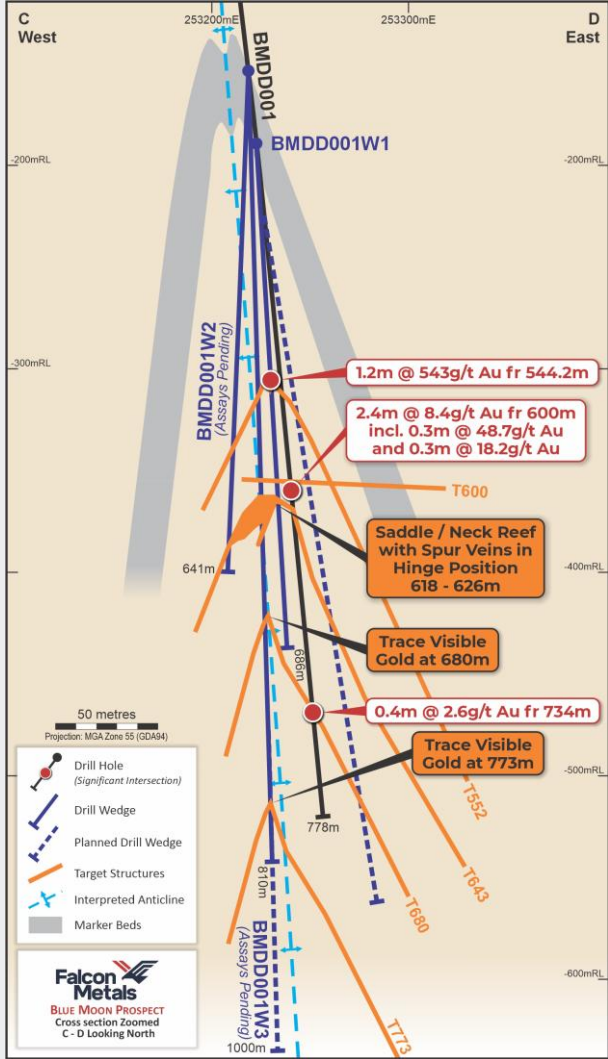 C
West
253200mE
253300mE
D
East
BMDD001
BMDD001W1
-200mRL
-200mRL
BMDD001W2
(Assays Pending)
-300mRL
-300mRL
1.2m @ 543g/t Au fr 544.2m
2.4m @ 8.4g/t Au fr 600m
incl. 0.3m @ 48.7g/t Au
and 0.3m @ 18.2g/t Au
T600
Saddle / Neck Reef
with Spur Veins in
Hinge Position
618 - 626m
641m
-400mRL
-400mRL
Trace Visible
Gold at 680m
686m
0.4m @ 2.6g/t Au fr 734m
Trace Visible
Gold at 773m
50 metres
Projection: MGA Zone 55 (GDA94)
-500mRL
T552
778m
T643
810m
T680
BMDD001W3
(Assays Pending)
-600mRL
T773
1000m
Drill Hole
(Significant Intersection)
Drill Wedge
Planned Drill Wedge
Target Structures
Interpreted Anticline
Marker Beds
Falcon
Metals
BLUE MOON PROSPECT
Cross section Zoomed
C - D Looking North